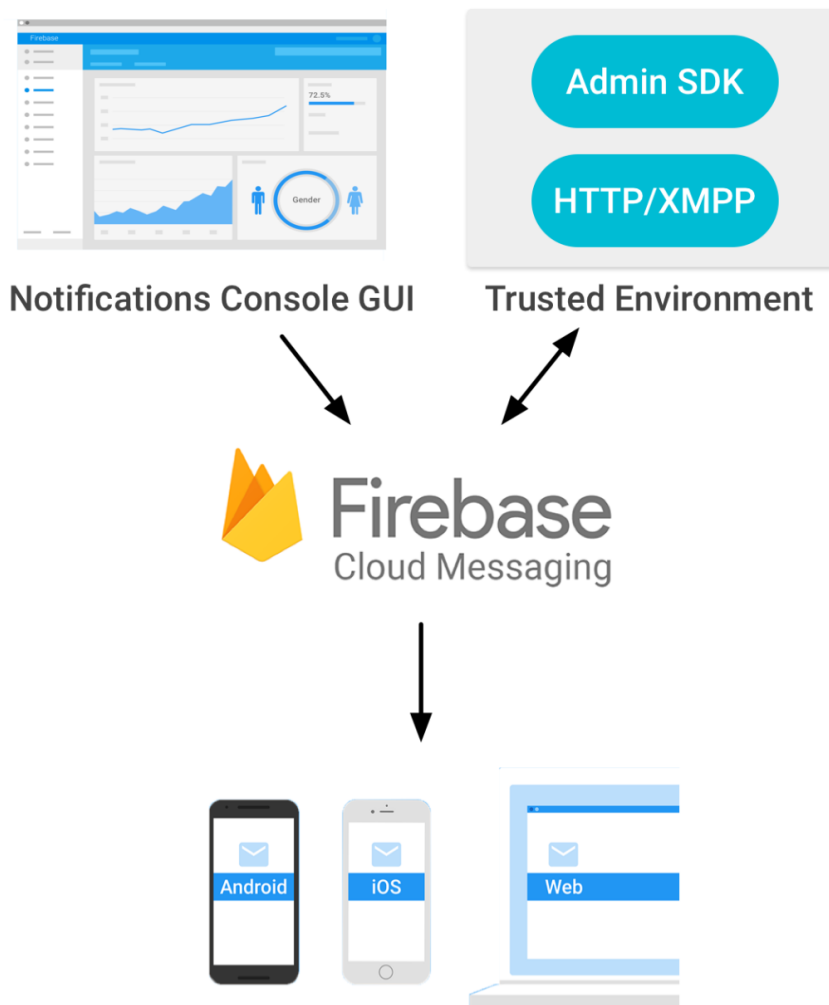 Firebase
72.5%
Gender
Admin SDK
HTTP/XMPP
Notifications Console GUI
Trusted Environment
Firebase
Cloud Messaging
Android
iOS
Web